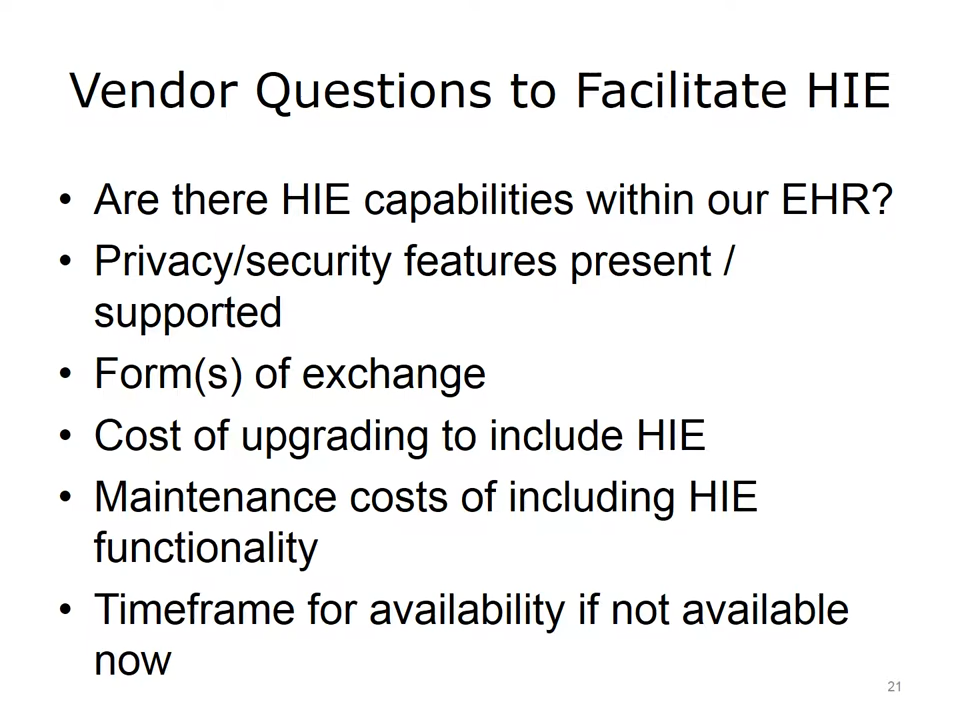 Vendor Questions to Facilitate HIE
• Are there HIE capabilities within our EHR?
• Privacy/security features present /
supported
• Form(s) of exchange
• Cost of upgrading to include HIE
• Maintenance costs of including HIE
functionality
• Timeframe for availability if not available
now
21